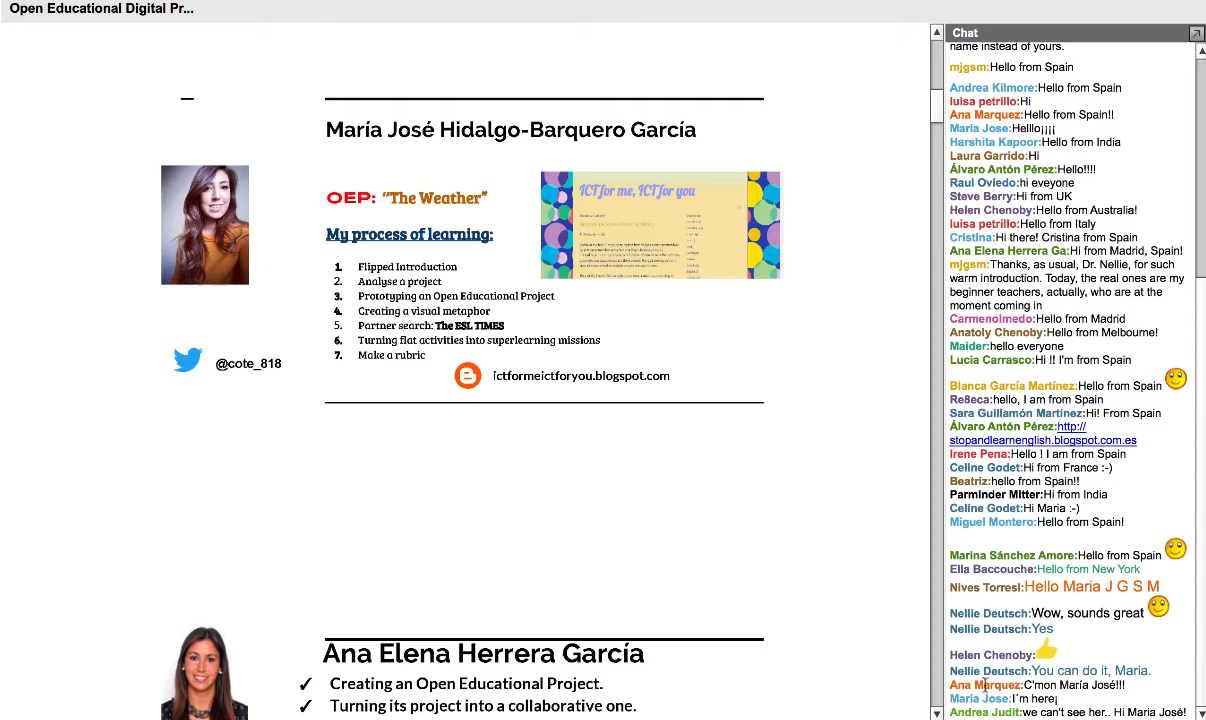 Open Educational Digital Pr...
María José Hidalgo-Barquero García
OEP: “The Weather”
My process of learning:
1. Flipped Introduction
2. Analyse a project
3. Prototyping an Open Educational Project
4. Creating a visual metaphor
5. Partner search: The ESL TIMES
6. Turning flat activities into superlearning missions
7. Make a rubric
ICT for me, ICT for you
@cote_818
ictformeictforyou.blogspot.com
Ana Elena Herrera García
✓ Creating an Open Educational Project.
✓ Turning its project into a collaborative one.
Chat
name instead of yours.
mjgsm:Hello from Spain
Andrea Kilmore:Hello from Spain
luisa petrillo:Hi
Ana Marquez:Hello from Spain!!
Maria Jose:Helllo¡¡¡¡
Harshita Kapoor:Hello from India
Laura Garrido:Hi
Álvaro Antón Pérez:Hello!!!!
Raul Oviedo:hi eveyone
Steve Berry:Hi from UK
Helen Chenoby:Hello from Australia!
luisa petrillo:Hello from Italy
Cristina:Hi there! Cristina from Spain
Ana Elena Herrera Ga:Hi from Madrid, Spain!
mjgsm:Thanks, as usual, Dr. Nellie, for such
warm introduction. Today, the real ones are my
beginner teachers, actually, who are at the
moment coming in
Carmenolmedo:Hello from Madrid
Anatoly Chenoby:Hello from Melbourne!
Maider:hello everyone
Lucía Carrasco:Hi !! I'm from Spain
Blanca García Martínez:Hello from Spain
Re8eca:hello, I am from Spain
Sara Guillamón Martínez:Hi! From Spain
Álvaro Antón Pérez:http://
stopandlearnenglish.blogspot.com.es
Irene Pena:Hello ! I am from Spain
Celine Godet:Hi from France :-)
Beatriz:hello from Spain!!
Parminder Mitter:Hi from India
Celine Godet:Hi Maria :-)
Miguel Montero:Hello from Spain!
Marina Sánchez Amore:Hello from Spain
Ella Baccouche:Hello from New York
Nives Torresi:Hello Maria J G S M
Nellie Deutsch:Wow, sounds great
Nellie Deutsch:Yes
Helen Chenoby:
Nellie Deutsch:You can do it, Maria.
Ana Marquez:C'mon María José!!!
Maria Jose:I´m here¡
Andrea Judit:we can't see her.. Hi Maria José!